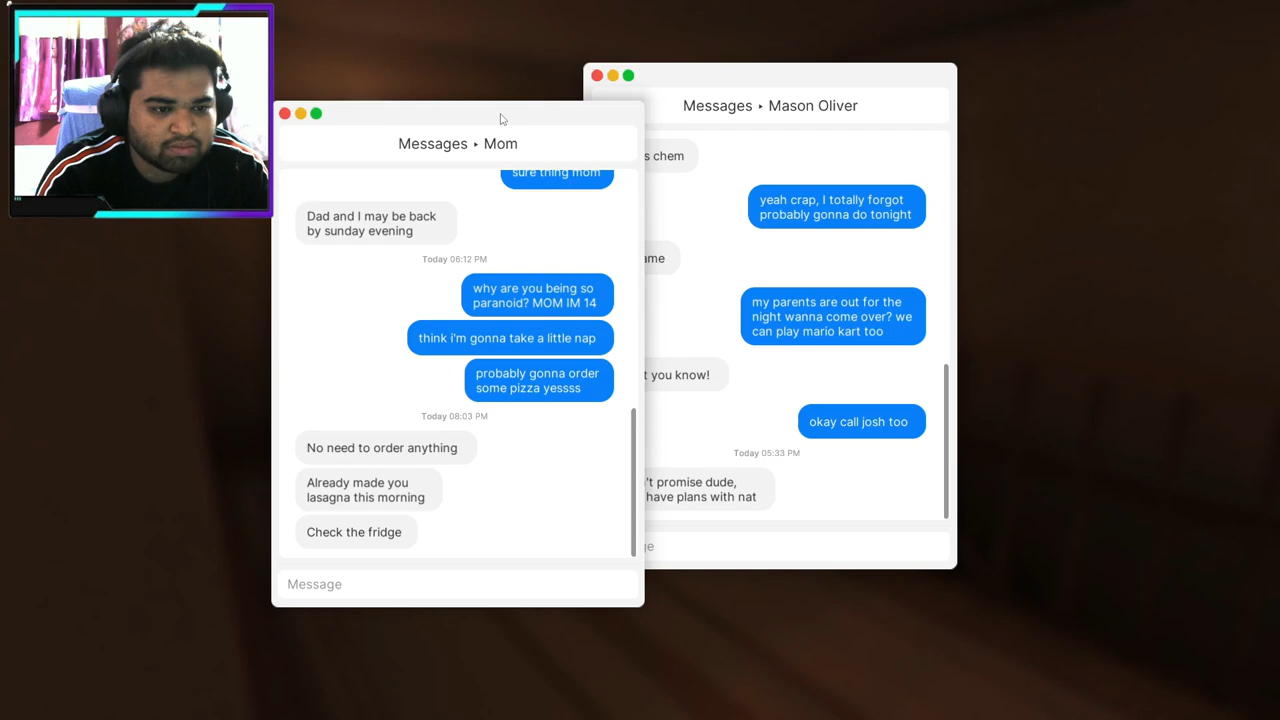 Messages ▸ Mom
sure thing mom
Dad and I may be back
by sunday evening
Today 06:12 PM
why are you being so
paranoid? MOM IM 14
think i'm gonna take a little nap
probably gonna order
some pizza yessss
Today 08:03 PM
No need to order anything
Already made you
lasagna this morning
Check the fridge
Message
Messages ▸ Mason Oliver
chem
yeah crap, I totally forgot
probably gonna do tonight
my parents are out for the
night wanna come over? we
can play mario kart too
you know!
okay call josh too
Today 05:33 PM
promise dude,
have plans with nat